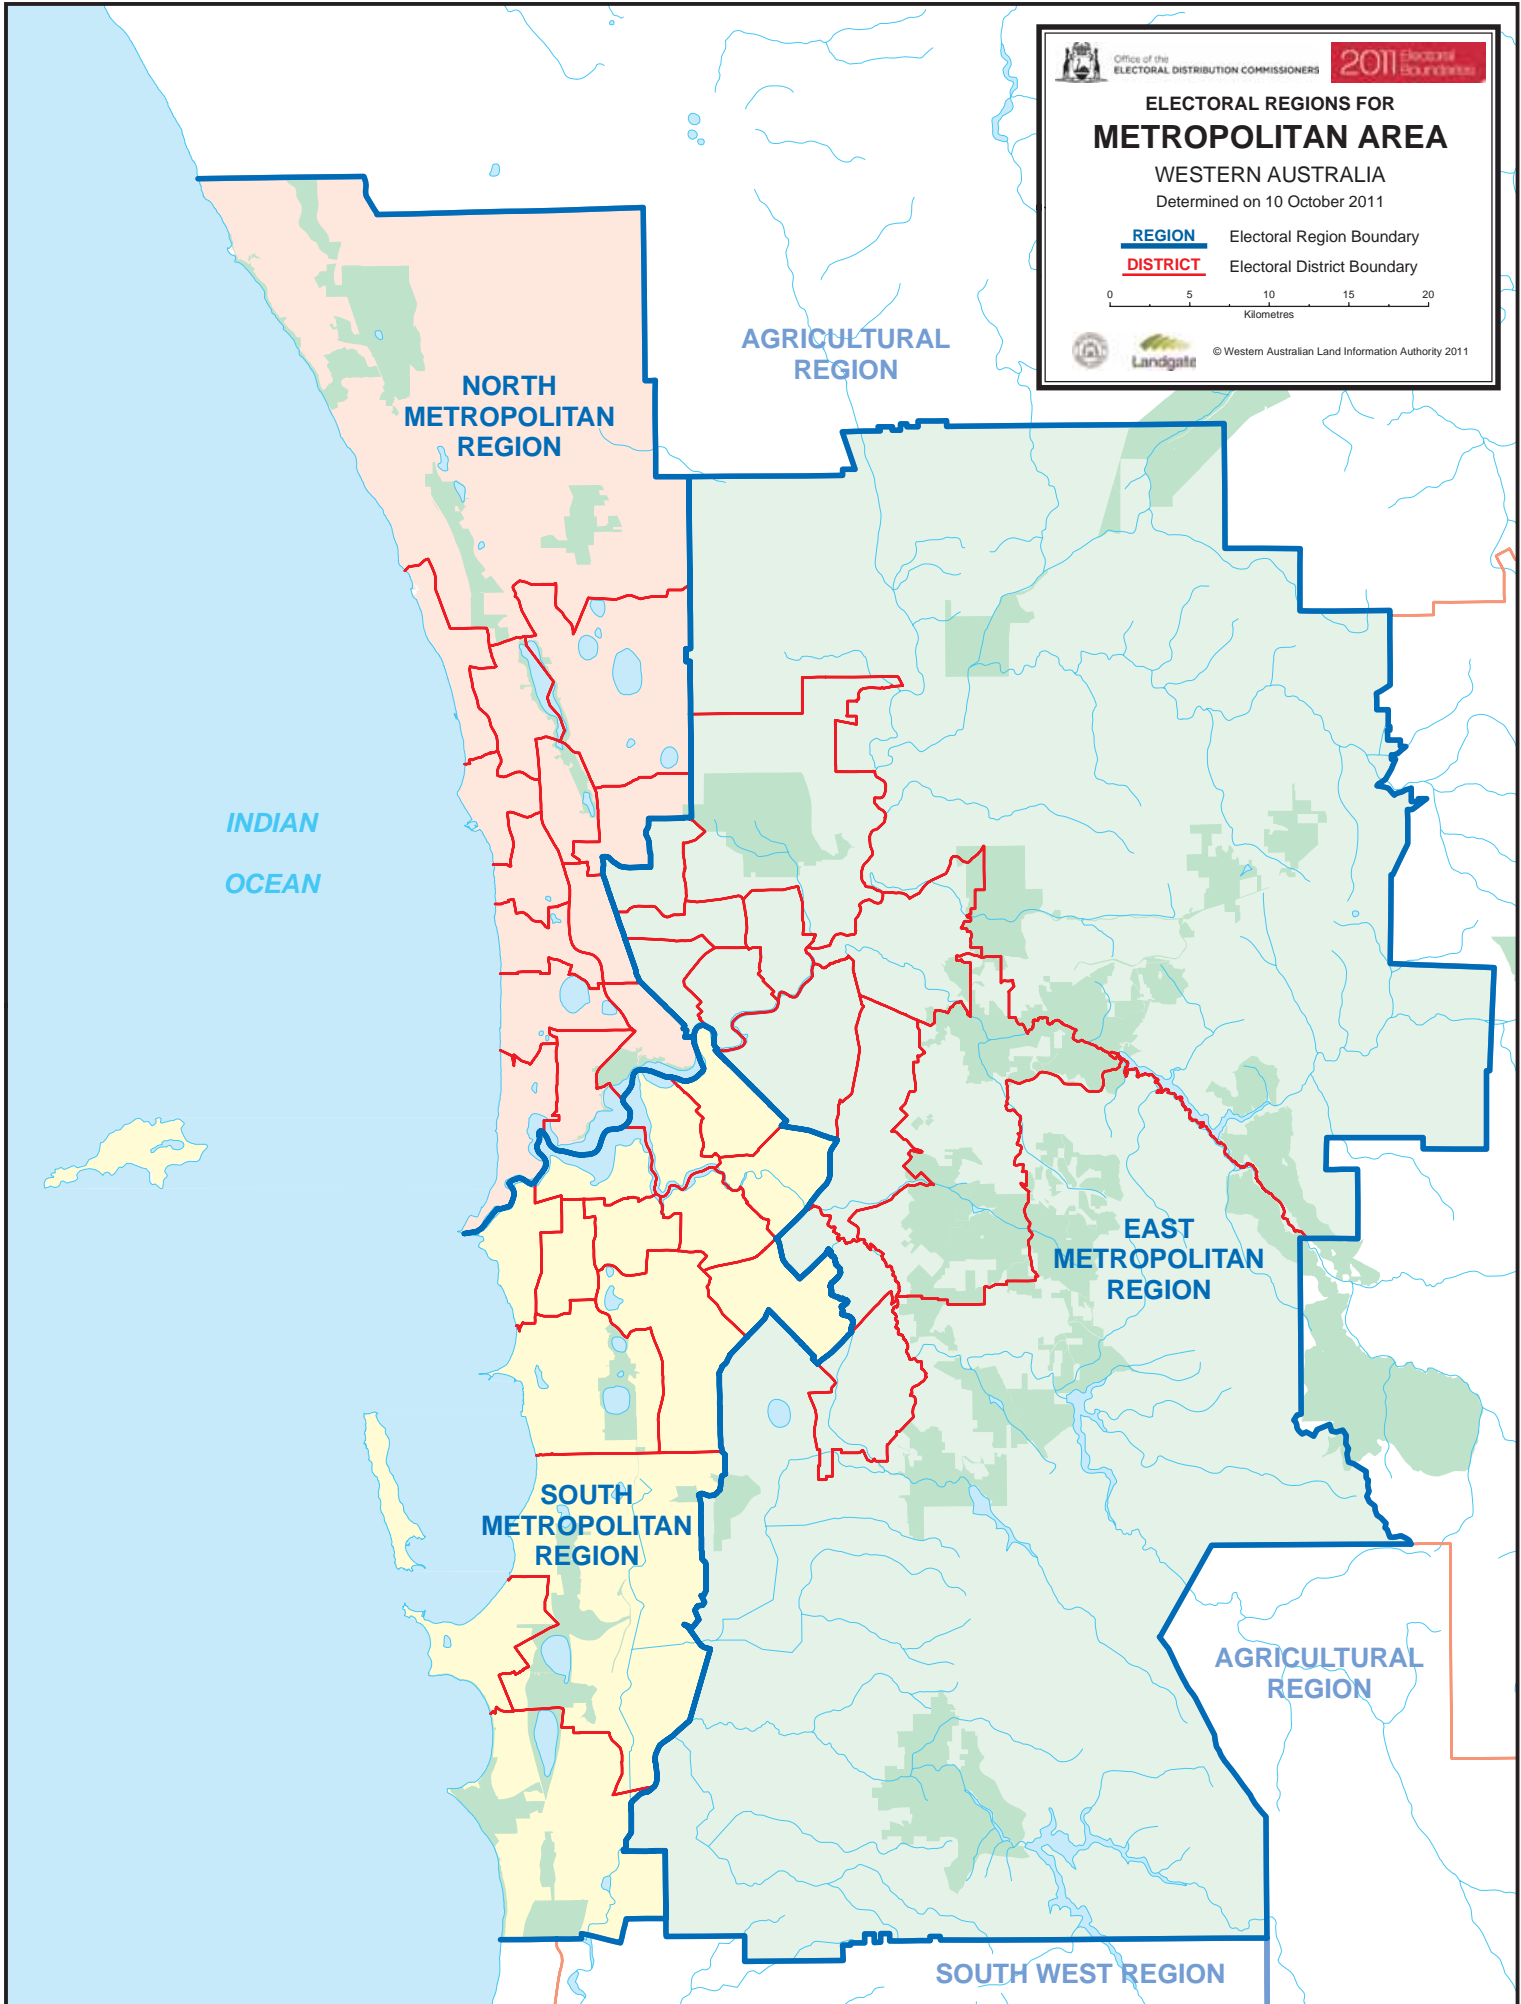 Office of the
ELECTORAL DISTRIBUTION COMMISSIONERS
2011 Electoral
Boundaries
ELECTORAL REGIONS FOR
METROPOLITAN AREA
WESTERN AUSTRALIA
Determined on 10 October 2011
REGION Electoral Region Boundary
DISTRICT Electoral District Boundary
0 5 10 15 20
Kilometres
Landgate
© Western Australian Land Information Authority 2011
AGRICULTURAL
REGION
NORTH
METROPOLITAN
REGION
INDIAN
OCEAN
EAST
METROPOLITAN
REGION
SOUTH
METROPOLITAN
REGION
AGRICULTURAL
REGION
SOUTH WEST REGION